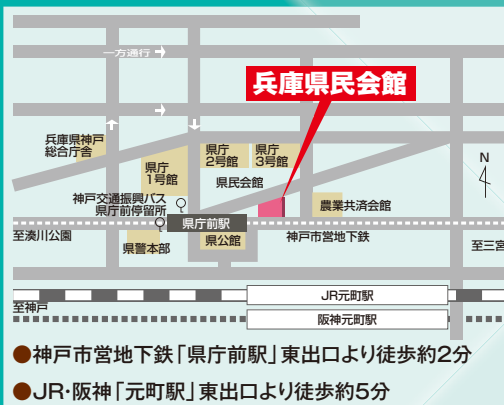 一方通行
兵庫県民会館
兵庫県神戸
総合庁舎
県庁
1号館
県庁
2号館
県庁
3号館
県民会館
N
神戸交通振興バス
県庁前停留所
農業共済会館
県庁前駅
至湊川公園
県警本部
県公館
神戸市営地下鉄
至三宮
JR元町駅
至神戸
阪神元町駅
●神戸市営地下鉄「県庁前駅」東出口より徒歩約2分
●JR・阪神「元町駅」東出口より徒歩約5分